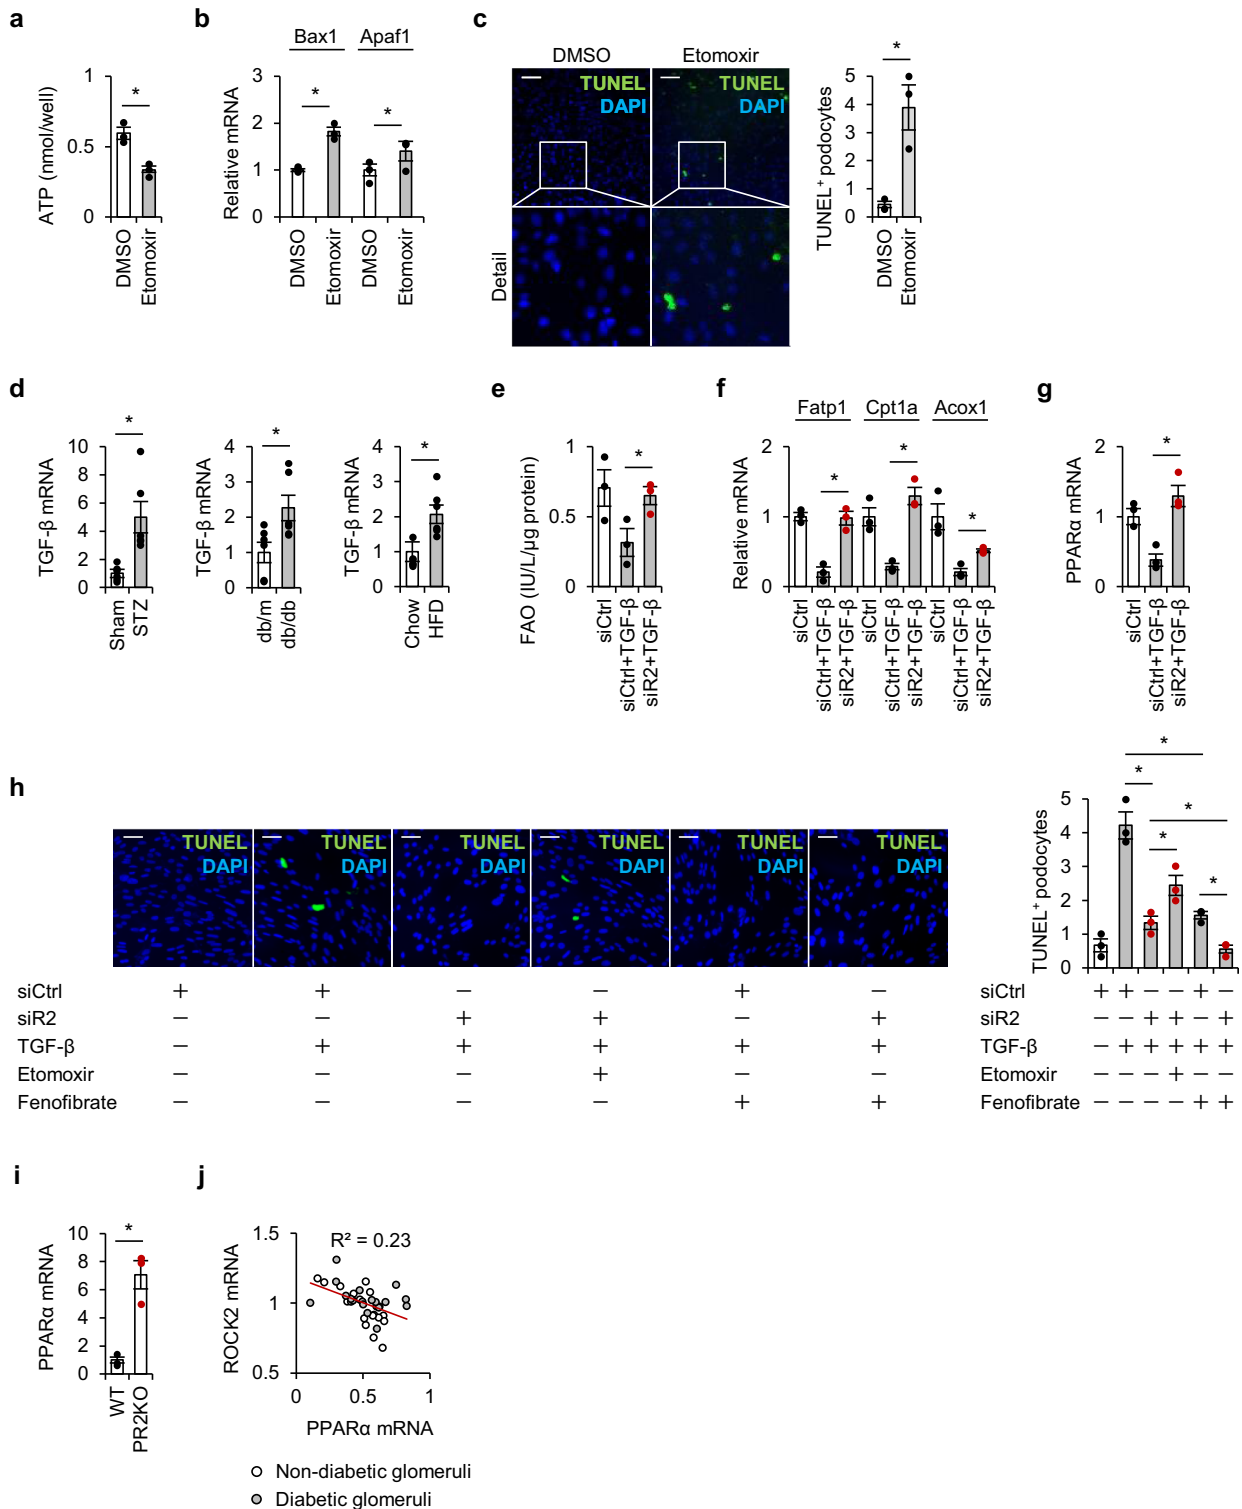 a
ATP (nmol/well)
1
*
0.5
0
DMSO
Etomoxir
b
Bax1
Apaf1
Relative mRNA
3
2
1
0
*
*
DMSO
Etomoxir
DMSO
Etomoxir
c
DMSO
Etomoxir
TUNEL
DAPI
TUNEL
DAPI
Detail
TUNEL+ podocytes
*
5
4
3
2
1
0
DMSO
Etomoxir
d
TGF-β mRNA
*
10
8
6
4
2
0
Sham
STZ
TGF-β mRNA
*
4
3
2
1
0
db/m
db/db
TGF-β mRNA
*
4
3
2
1
0
Chow
HFD
e
FAO (IU/L/µg protein)
1
*
0.5
0
siCtrl
siCtrl+TGF-β
siR2+TGF-β
f
Fatp1
Cpt1a
Acox1
Relative mRNA
2
1
0
*
*
*
siCtrl
siCtrl+TGF-β
siR2+TGF-β
siCtrl
siCtrl+TGF-β
siR2+TGF-β
siCtrl
siCtrl+TGF-β
siR2+TGF-β
g
PPARα mRNA
2
*
1
0
siCtrl
siCtrl+TGF-β
siR2+TGF-β
h
TUNEL
DAPI
TUNEL
DAPI
TUNEL
DAPI
TUNEL
DAPI
TUNEL
DAPI
TUNEL
DAPI
siCtrl + + − − + −
siR2 − − + + − +
TGF-β − + + + + +
Etomoxir − − − + − −
Fenofibrate − − − − + +
TUNEL+ podocytes
*
*
*
*
*
5
4
3
2
1
0
siCtrl + + − − + −
siR2 − − + + − +
TGF-β − + + + + +
Etomoxir − − − + − −
Fenofibrate − − − − + +
i
PPARα mRNA
*
10
8
6
4
2
0
WT
PR2KO
j
ROCK2 mRNA
1.5
1
0.5
R² = 0.23
0 0.5 1
PPARα mRNA
Non-diabetic glomeruli
Diabetic glomeruli